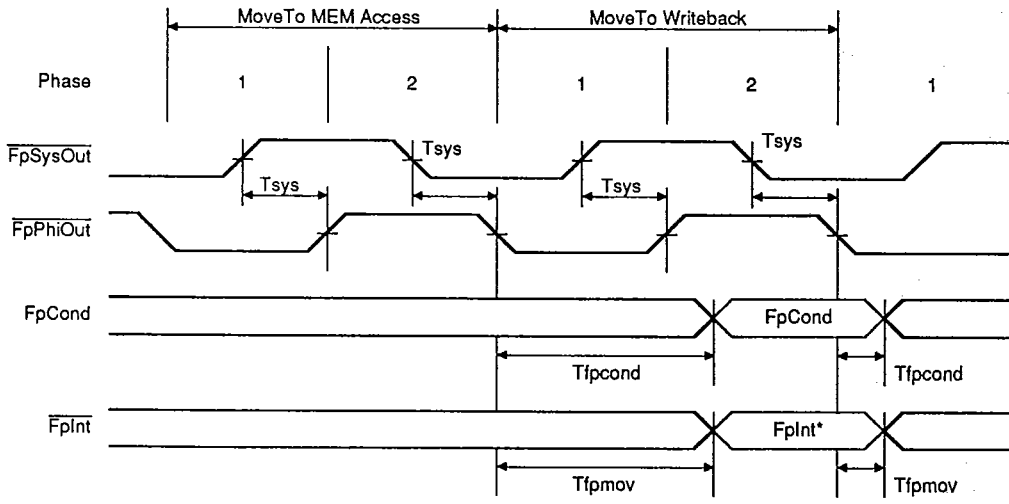 MoveTo MEM Access MoveTo Writeback
Phase 1 2 1 2 1
FpSysOut Tsys Tsys
Tsys Tsys
FpPhiOut
FpCond FpCond
Tfpcond Tfpcond
FpInt FpInt*
Tfpmov Tfpmov